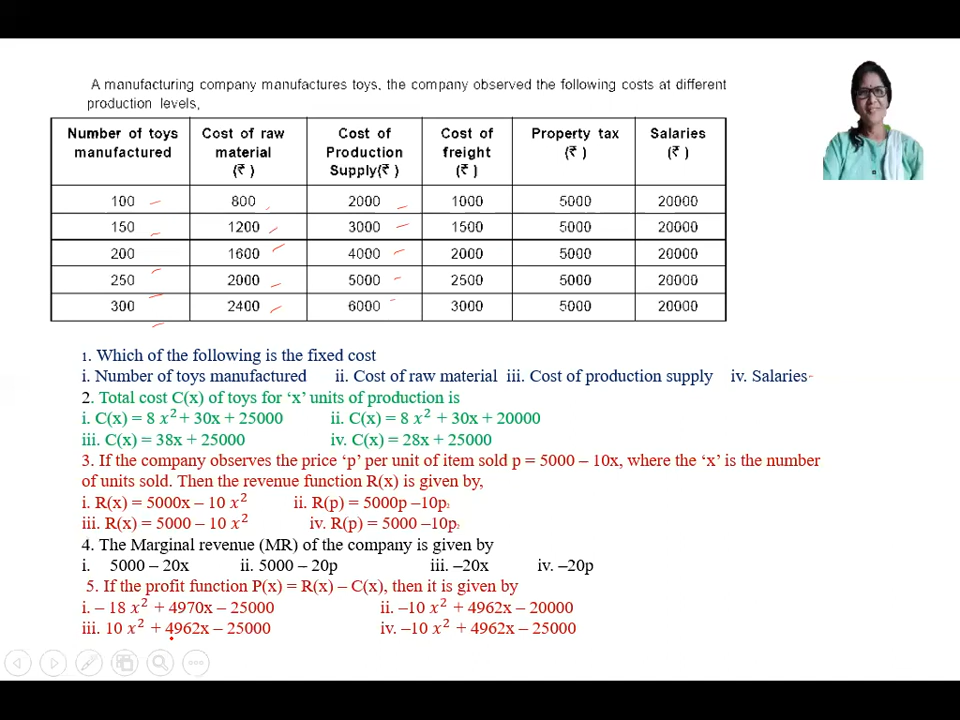 A manufacturing company manufactures toys, the company observed the following costs at different
production levels,
Number of toys manufactured | Cost of raw material (₹) | Cost of Production Supply(₹) | Cost of freight (₹) | Property tax (₹) | Salaries (₹)
100 | 800 | 2000 | 1000 | 5000 | 20000
150 | 1200 | 3000 | 1500 | 5000 | 20000
200 | 1600 | 4000 | 2000 | 5000 | 20000
250 | 2000 | 5000 | 2500 | 5000 | 20000
300 | 2400 | 6000 | 3000 | 5000 | 20000
1. Which of the following is the fixed cost
i. Number of toys manufactured ii. Cost of raw material iii. Cost of production supply iv. Salaries
2. Total cost C(x) of toys for ‘x’ units of production is
i. C(x) = 8 x² + 30x + 25000 ii. C(x) = 8 x² + 30x + 20000
iii. C(x) = 38x + 25000 iv. C(x) = 28x + 25000
3. If the company observes the price ‘p’ per unit of item sold p = 5000 – 10x, where the ‘x’ is the number
of units sold. Then the revenue function R(x) is given by,
i. R(x) = 5000x – 10 x² ii. R(p) = 5000p –10p₂
iii. R(x) = 5000 – 10 x² iv. R(p) = 5000 –10p₂
4. The Marginal revenue (MR) of the company is given by
i. 5000 – 20x ii. 5000 – 20p iii. –20x iv. –20p
5. If the profit function P(x) = R(x) – C(x), then it is given by
i. – 18 x² + 4970x – 25000 ii. –10 x² + 4962x – 20000
iii. 10 x² + 4962x – 25000 iv. –10 x² + 4962x – 25000